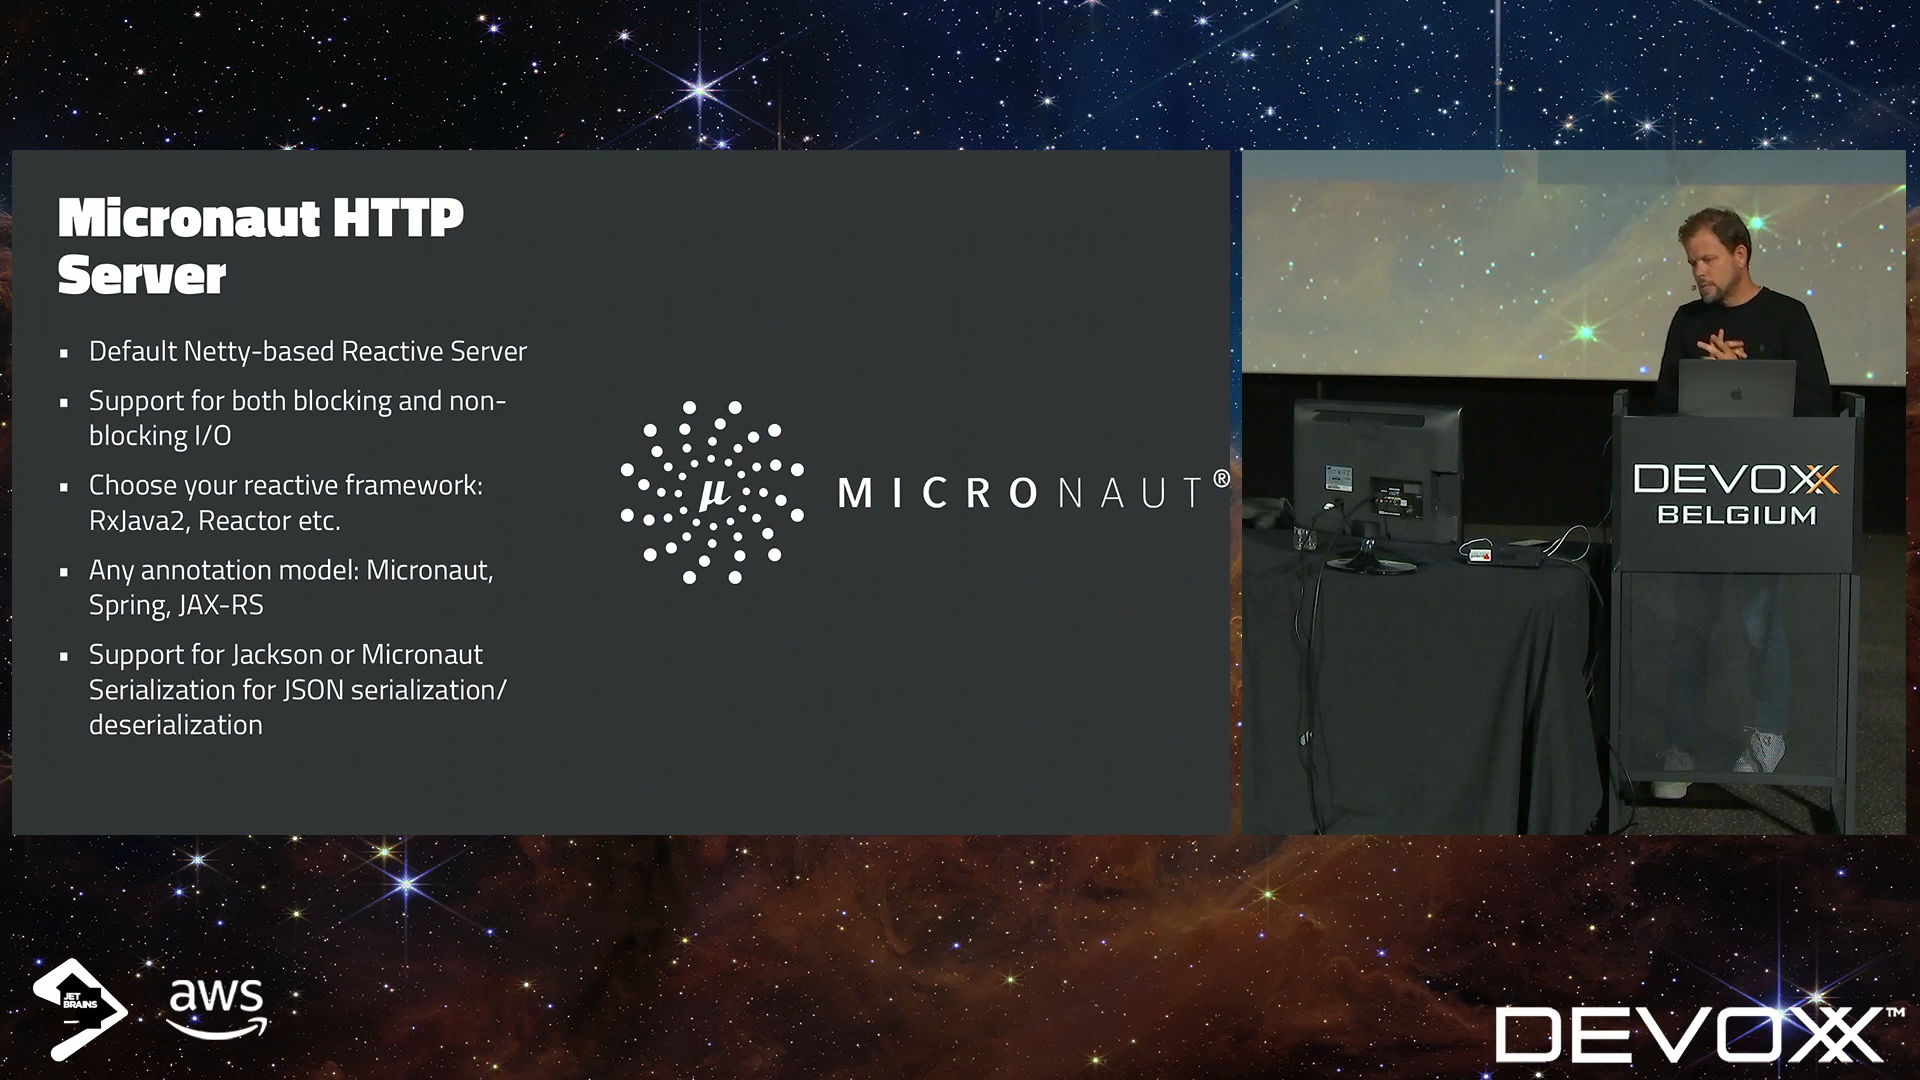 Micronaut HTTP
Server
▪ Default Netty-based Reactive Server
▪ Support for both blocking and non-
blocking I/O
▪ Choose your reactive framework:
RxJava2, Reactor etc.
▪ Any annotation model: Micronaut,
Spring, JAX-RS
▪ Support for Jackson or Micronaut
Serialization for JSON serialization/
deserialization
μ
MICRONAUT®
DEVOXX
BELGIUM
JET
BRAINS
aws
DEVOXX™